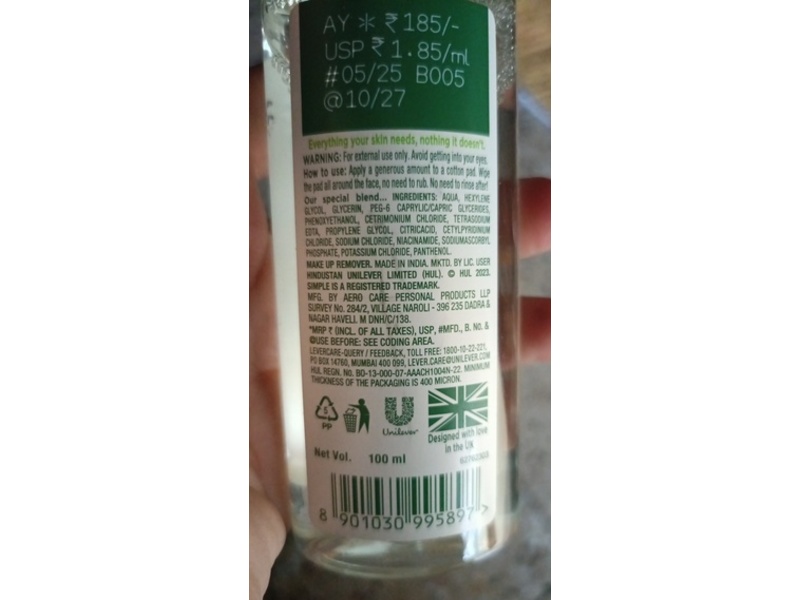 AY * ₹ 185/-
USP ₹ 1.85/ml
#05/25 B005
@10/27
Everything your skin needs, nothing it doesn't.
WARNING: For external use only. Avoid getting into your eyes.
How to use: Apply a generous amount to a cotton pad. Wipe
the pad all around the face, no need to rub. No need to rinse after!
Our special blend... INGREDIENTS: AQUA, HEXYLENE
GLYCOL, GLYCERIN, PEG-6 CAPRYLIC/CAPRIC GLYCERIDES,
PHENOXYETHANOL, CETRIMONIUM CHLORIDE, TETRASODIUM
EDTA, PROPYLENE GLYCOL, CITRICACID, CETYLPYRIDINIUM
CHLORIDE, SODIUM CHLORIDE, NIACINAMIDE, SODIUMASCORBYL
PHOSPHATE, POTASSIUM CHLORIDE, PANTHENOL.
MAKE UP REMOVER. MADE IN INDIA. MKTD. BY LIC. USER
HINDUSTAN UNILEVER LIMITED (HUL). © HUL 2023.
SIMPLE IS A REGISTERED TRADEMARK.
MFG. BY AERO CARE PERSONAL PRODUCTS LLP
SURVEY No. 284/2, VILLAGE NAROLI - 396 235 DADRA &
NAGAR HAVELI. M DNH/C/138.
*MRP ₹ (INCL. OF ALL TAXES), USP, #MFD., B. No. &
@USE BEFORE: SEE CODING AREA.
LEVERCARE-QUERY / FEEDBACK, TOLL FREE: 1800-10-22-221,
PO BOX 14760, MUMBAI 400 099, LEVER.CARE@UNILEVER.COM
HUL REGN. No. BO-13-000-07-AAACH1004N-22. MINIMUM
THICKNESS OF THE PACKAGING IS 400 MICRON.
5
PP
Unilever
Designed with love
in the UK
Net Vol. 100 ml
8 901030 995897 >